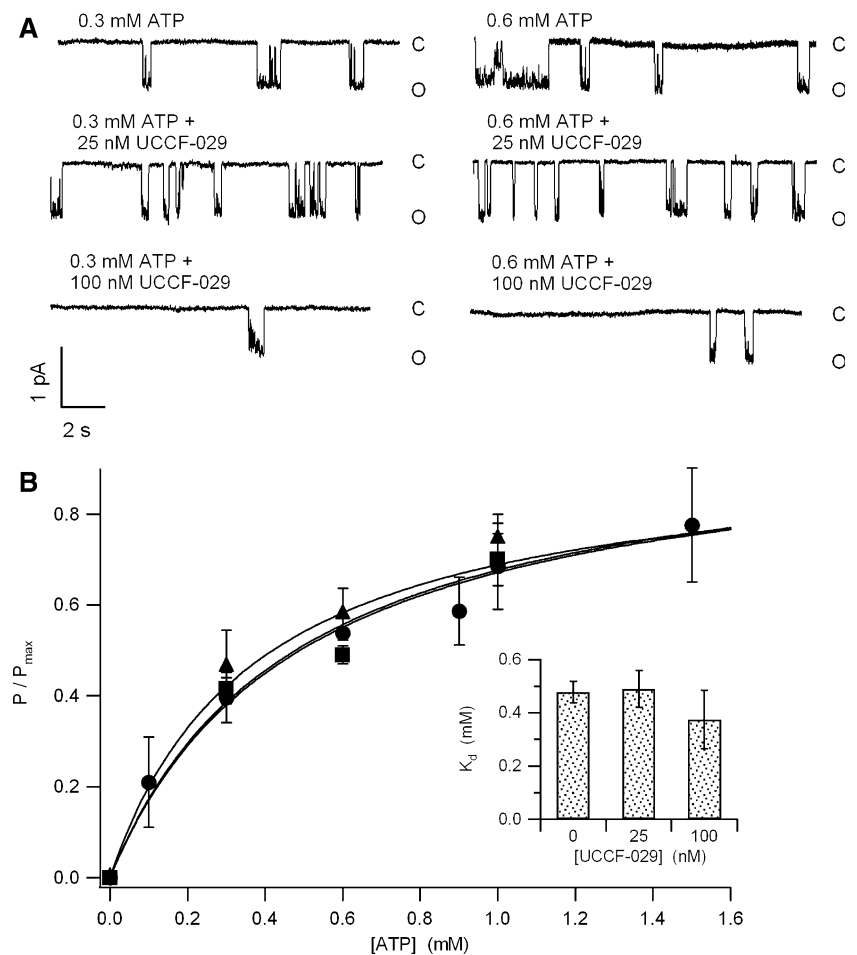 A
0.3 mM ATP
C
O
0.6 mM ATP
C
O
0.3 mM ATP +
25 nM UCCF-029
C
O
0.6 mM ATP +
25 nM UCCF-029
C
O
0.3 mM ATP +
100 nM UCCF-029
C
O
0.6 mM ATP +
100 nM UCCF-029
C
O
1 pA
2 s
B
P / Pmax
0.8
0.6
0.4
0.2
0.0
0.0
0.2
0.4
0.6
0.8
1.0
1.2
1.4
1.6
[ATP] (mM)
Kd (mM)
0.6
0.4
0.2
0.0
0
25
100
[UCCF-029] (nM)